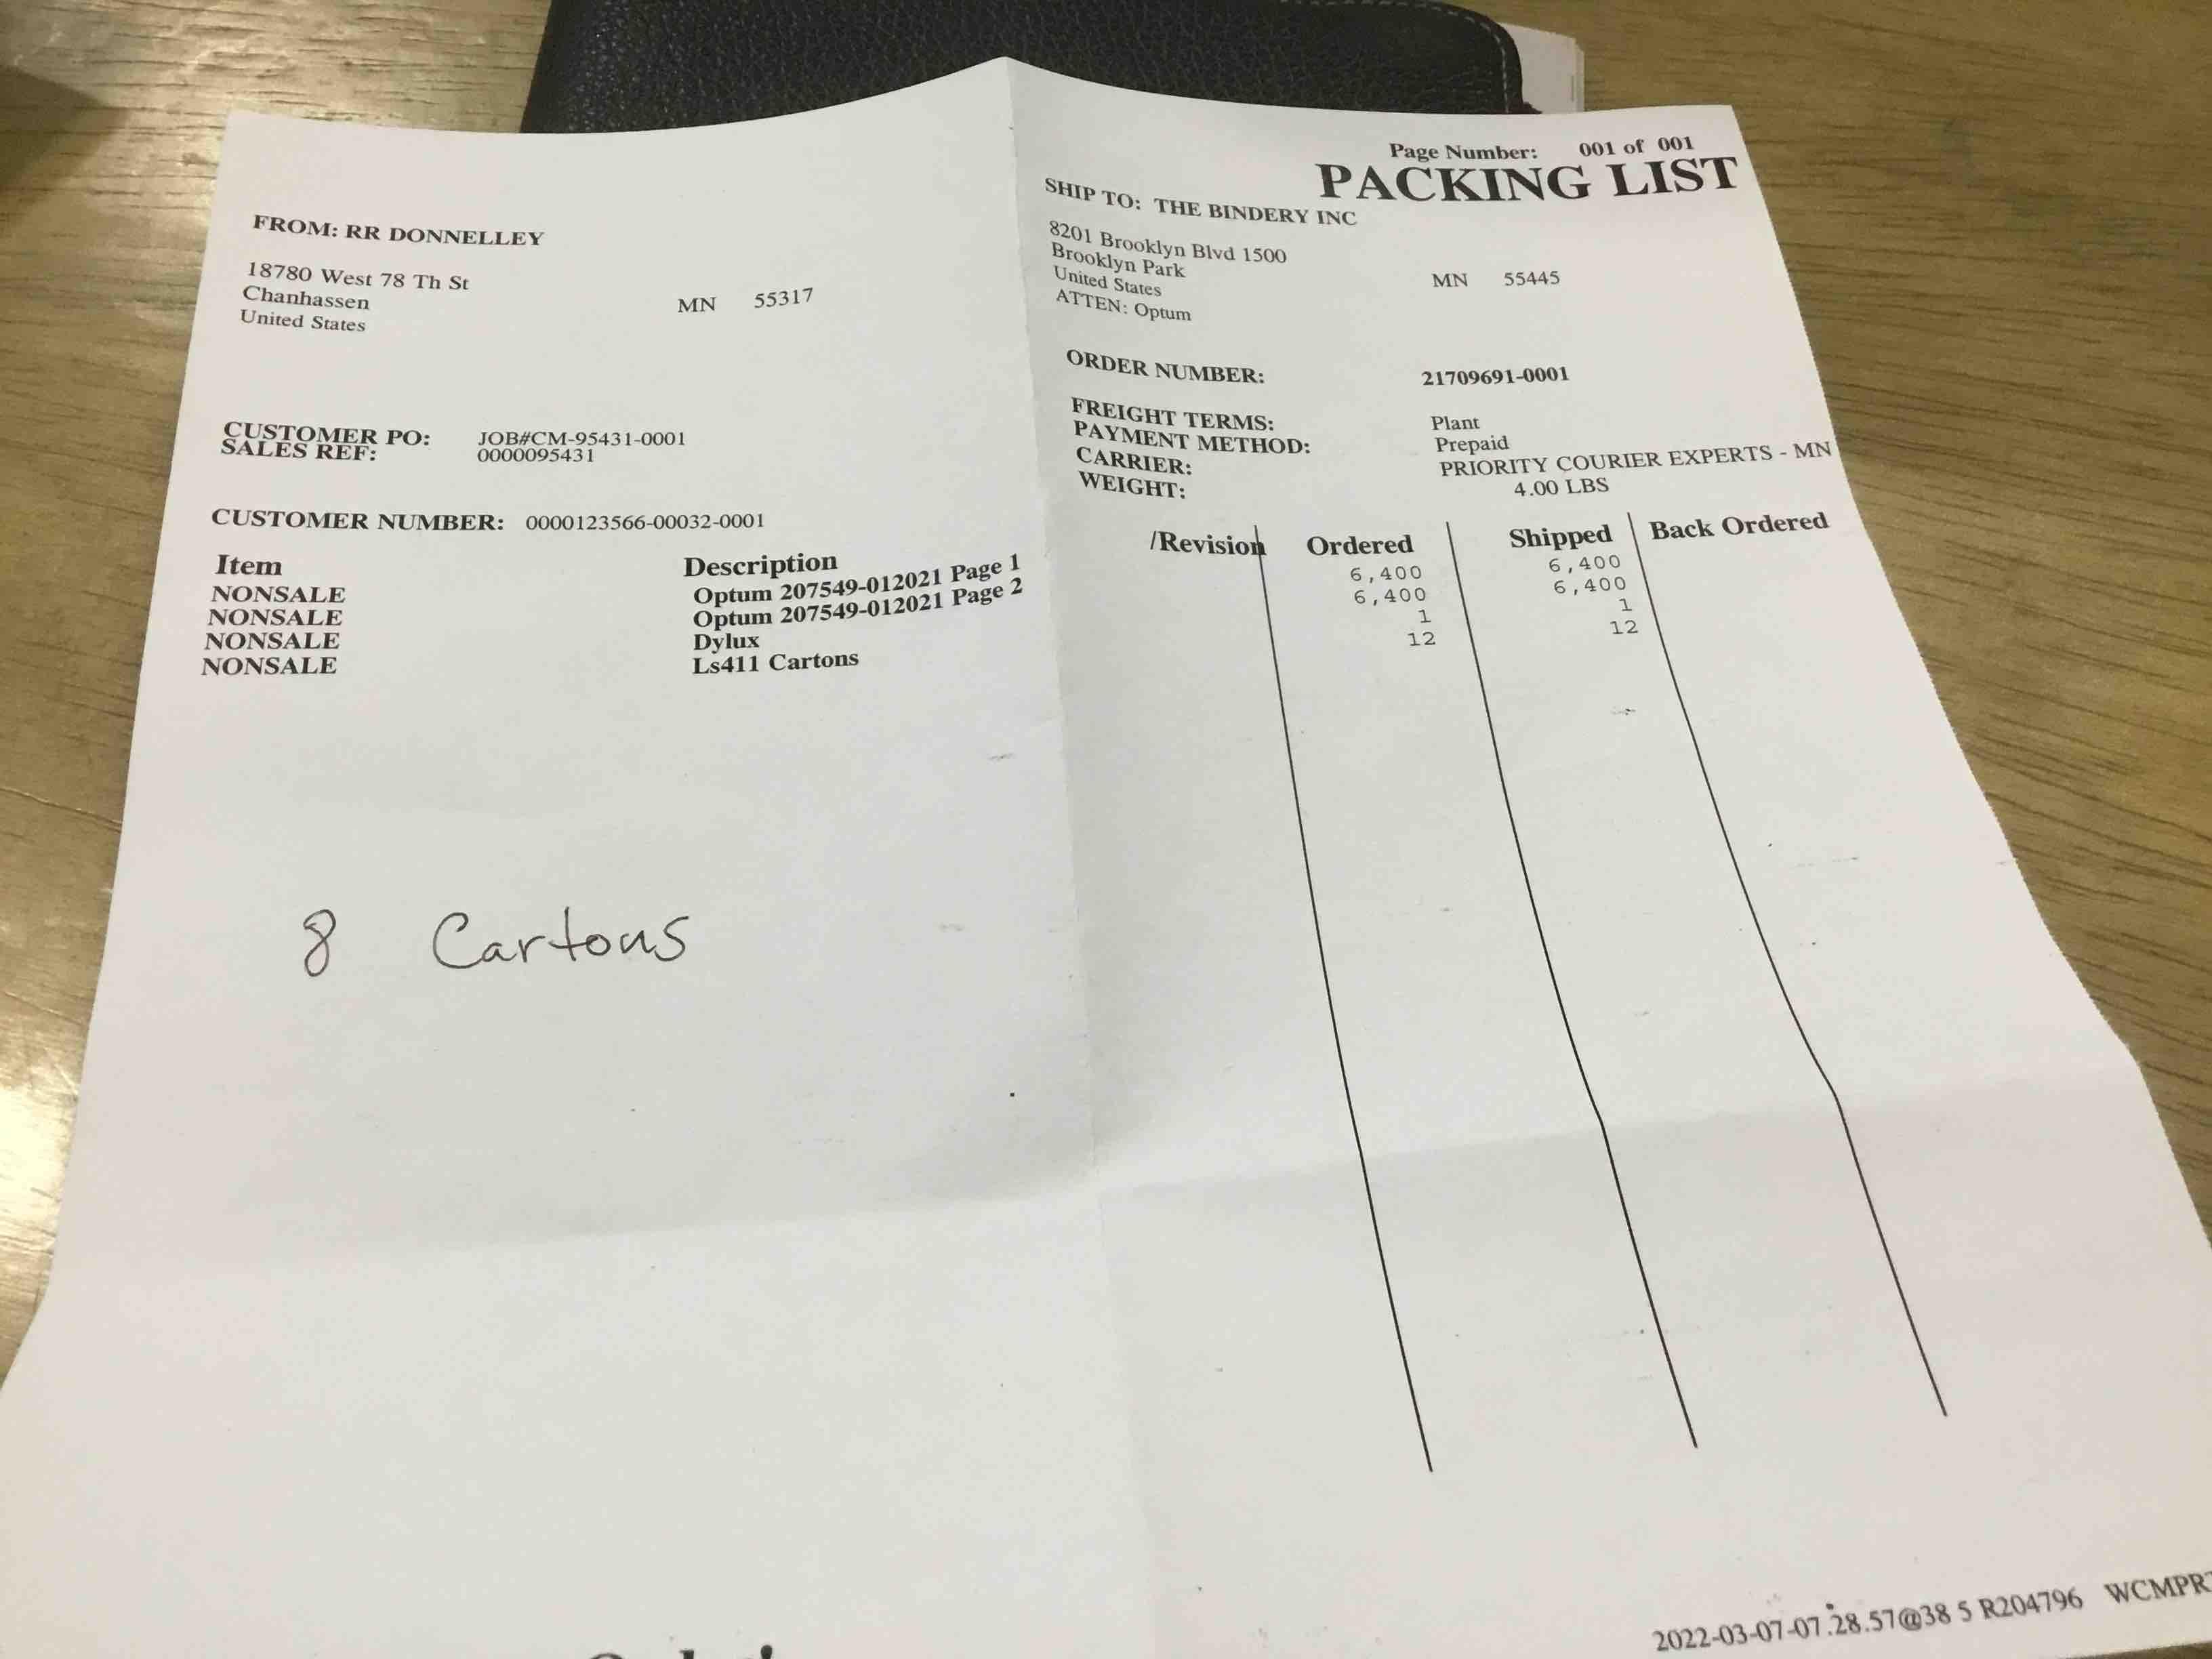 Page Number: 001 of 001
PACKING LIST
FROM: RR DONNELLEY
18780 West 78 Th St
Chanhassen MN 55317
United States
SHIP TO: THE BINDERY INC
8201 Brooklyn Blvd 1500
Brooklyn Park MN 55445
United States
ATTEN: Optum
ORDER NUMBER: 21709691-0001
CUSTOMER PO: JOB#CM-95431-0001
SALES REF: 0000095431
FREIGHT TERMS: Plant
PAYMENT METHOD: Prepaid
CARRIER: PRIORITY COURIER EXPERTS - MN
WEIGHT: 4.00 LBS
CUSTOMER NUMBER: 0000123566-00032-0001
Item Description /Revision Ordered Shipped Back Ordered
NONSALE Optum 207549-012021 Page 1 6,400 6,400
NONSALE Optum 207549-012021 Page 2 6,400 6,400
NONSALE Dylux 1 1
NONSALE Ls411 Cartons 12 12
8 Cartons
2022-03-07-07.28.57@38 5 R204796